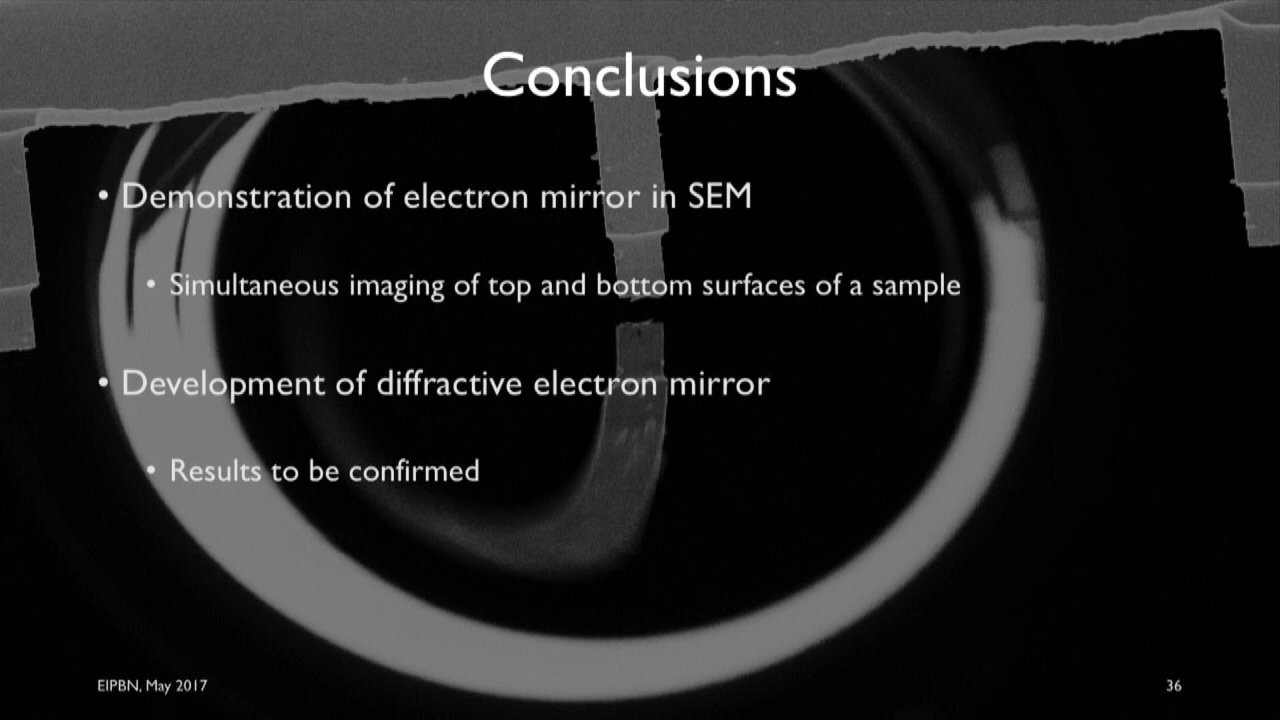 Conclusions
• Demonstration of electron mirror in SEM
• Simultaneous imaging of top and bottom surfaces of a sample
• Development of diffractive electron mirror
• Results to be confirmed
EIPBN, May 2017
36